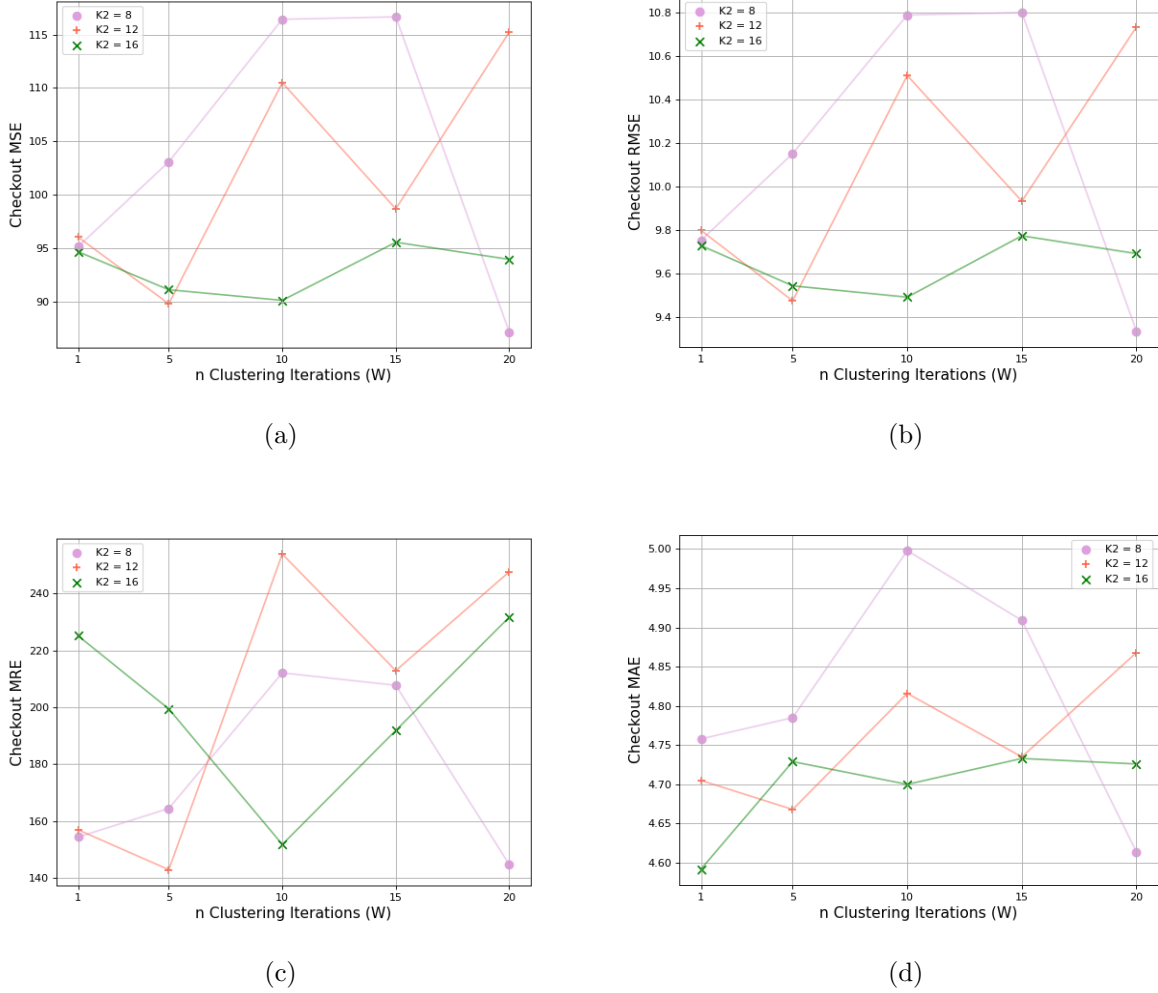 K2 = 8
K2 = 12
K2 = 16
115
110
105
100
95
90
Checkout MSE
1 5 10 15 20
n Clustering Iterations (W)
(a)
K2 = 8
K2 = 12
K2 = 16
10.8
10.6
10.4
10.2
10.0
9.8
9.6
9.4
Checkout RMSE
1 5 10 15 20
n Clustering Iterations (W)
(b)
K2 = 8
K2 = 12
K2 = 16
240
220
200
180
160
140
Checkout MRE
1 5 10 15 20
n Clustering Iterations (W)
(c)
K2 = 8
K2 = 12
K2 = 16
5.00
4.95
4.90
4.85
4.80
4.75
4.70
4.65
4.60
Checkout MAE
1 5 10 15 20
n Clustering Iterations (W)
(d)